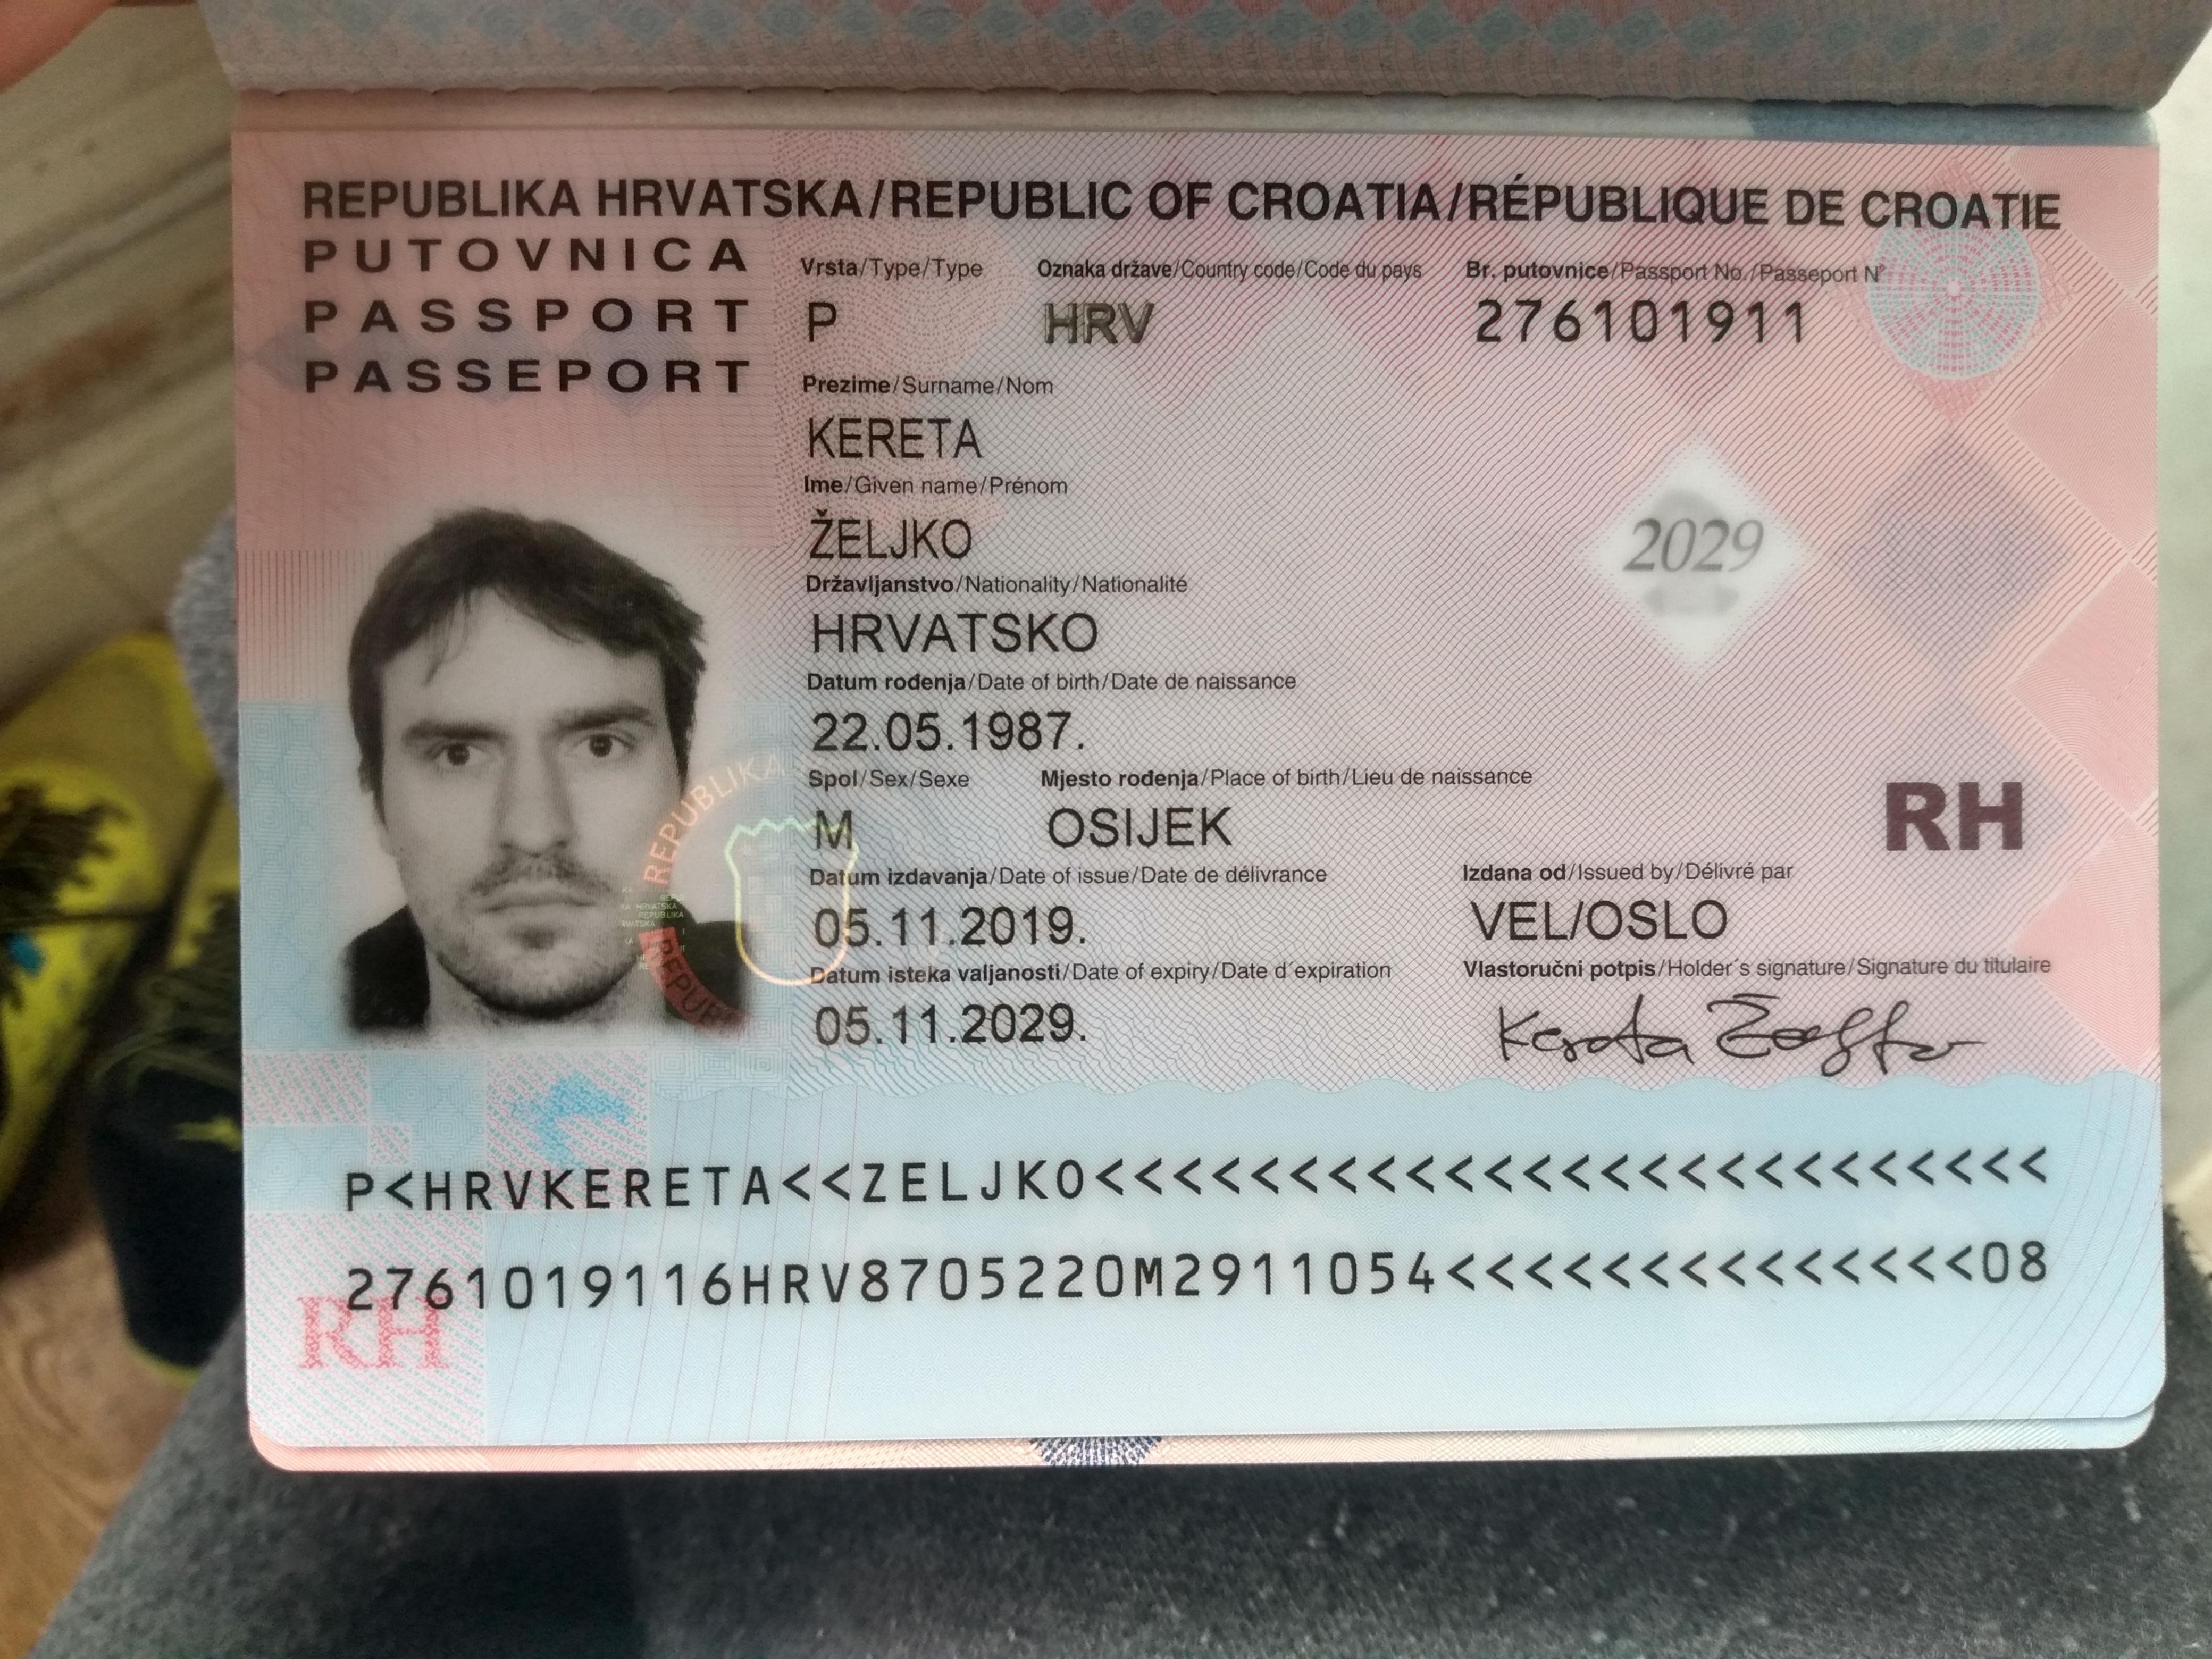 REPUBLIKA HRVATSKA/REPUBLIC OF CROATIA/RÉPUBLIQUE DE CROATIE
PUTOVNICA
PASSPORT
PASSEPORT
Vrsta/Type/Type Oznaka države/Country code/Code du pays Br. putovnice/Passport No./Passeport N°
P HRV 276101911
Prezime/Surname/Nom
KERETA
Ime/Given name/Prénom
ŽELJKO
2029
Državljanstvo/Nationality/Nationalité
HRVATSKO
Datum rođenja/Date of birth/Date de naissance
22.05.1987.
Spol/Sex/Sexe Mjesto rođenja/Place of birth/Lieu de naissance
M OSIJEK
RH
Datum izdavanja/Date of issue/Date de délivrance Izdana od/Issued by/Délivré par
05.11.2019. VEL/OSLO
Datum isteka valjanosti/Date of expiry/Date d´expiration Vlastoručni potpis/Holder´s signature/Signature du titulaire
05.11.2029.
REPUBLIKA
P<HRVKERETA<<ZELJKO<<<<<<<<<<<<<<<<<<<<<<<<<
2761019116HRV8705220M2911054<<<<<<<<<<<<<<08
RH